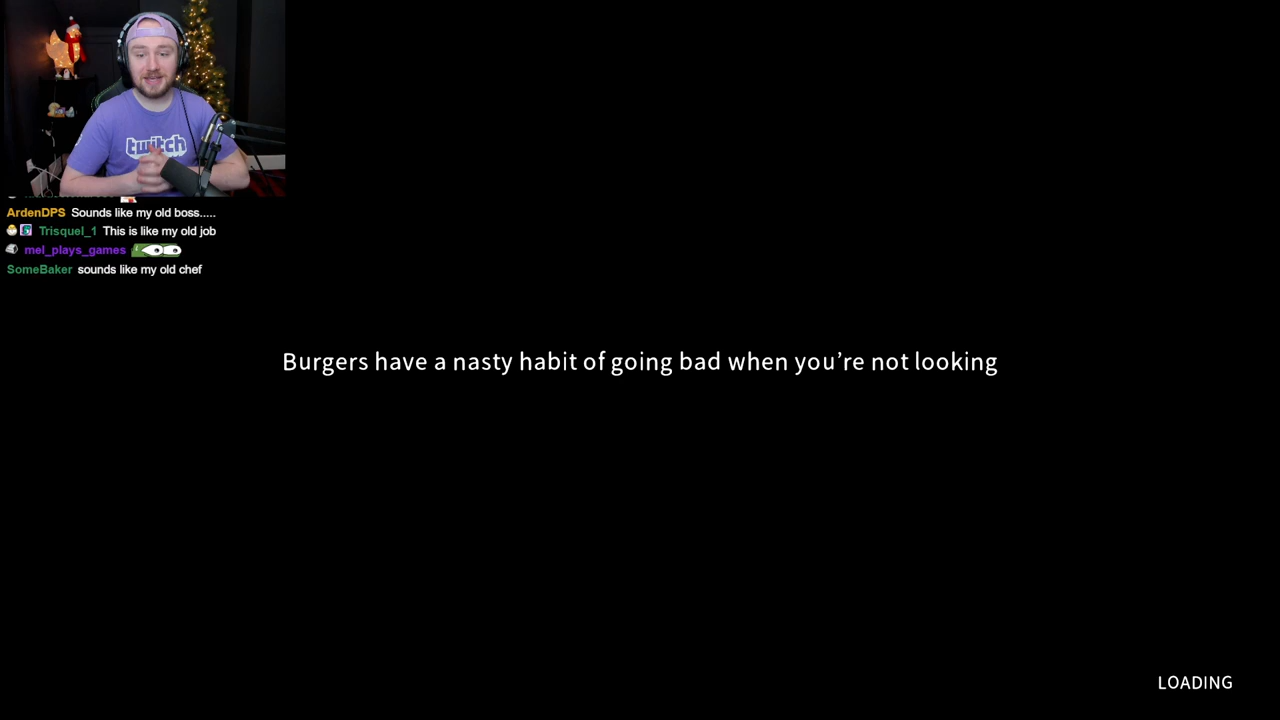 twitch
ArdenDPS Sounds like my old boss.....
Trisquel_1 This is like my old job
mel_plays_games
SomeBaker sounds like my old chef
Burgers have a nasty habit of going bad when you’re not looking
LOADING